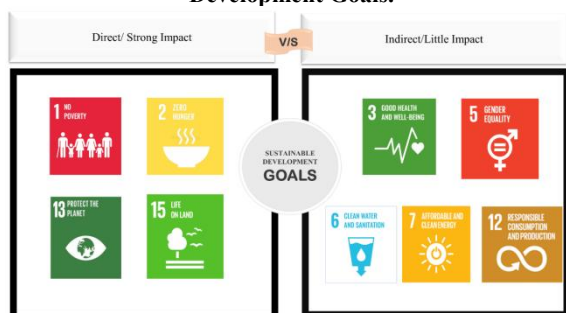 Development Goals.
Direct/ Strong Impact
V/S
Indirect/Little Impact
1 NO
POVERTY
2 ZERO
HUNGER
13 PROTECT THE
PLANET
15 LIFE
ON LAND
SUSTAINABLE
DEVELOPMENT
GOALS
3 GOOD HEALTH
AND WELL-BEING
5 GENDER
EQUALITY
6 CLEAN WATER
AND SANITATION
7 AFFORDABLE AND
CLEAN ENERGY
12 RESPONSIBLE
CONSUMPTION
AND PRODUCTION